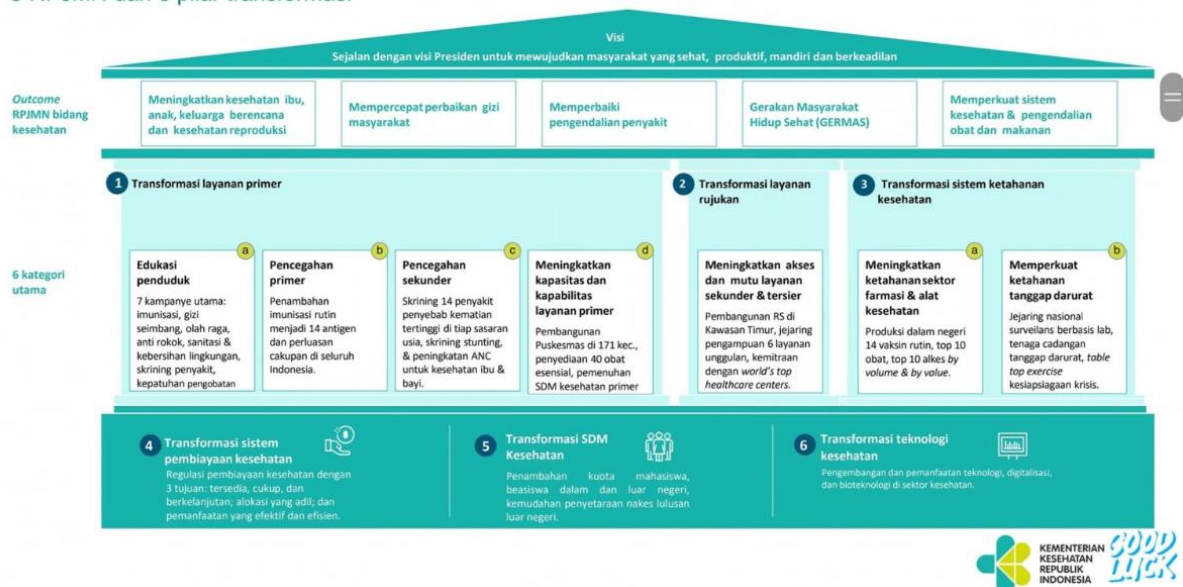 Visi
Sejalan dengan visi Presiden untuk mewujudkan masyarakat yang sehat, produktif, mandiri dan berkeadilan
Outcome
RPJMN bidang
kesehatan
Meningkatkan kesehatan ibu,
anak, keluarga berencana
dan kesehatan reproduksi
Mempercepat perbaikan gizi
masyarakat
Memperbaiki
pengendalian penyakit
Gerakan Masyarakat
Hidup Sehat (GERMAS)
Memperkuat sistem
kesehatan & pengendalian
obat dan makanan
6 kategori
utama
1 Transformasi layanan primer
a
Edukasi
penduduk
7 kampanye utama:
imunisasi, gizi
seimbang, olah raga,
anti rokok, sanitasi &
kebersihan lingkungan,
skrining penyakit,
kepatuhan pengobatan
b
Pencegahan
primer
Penambahan
imunisasi rutin
menjadi 14 antigen
dan perluasan
cakupan di seluruh
Indonesia.
c
Pencegahan
sekunder
Skrining 14 penyakit
penyebab kematian
tertinggi di tiap sasaran
usia, skrining stunting,
& peningkatan ANC
untuk kesehatan ibu &
bayi.
d
Meningkatkan
kapasitas dan
kapabilitas
layanan primer
Pembangunan
Puskesmas di 171 kec.,
penyediaan 40 obat
esensial, pemenuhan
SDM kesehatan primer
2 Transformasi layanan
rujukan
Meningkatkan akses
dan mutu layanan
sekunder & tersier
Pembangunan RS di
Kawasan Timur, jejaring
pengampuan 6 layanan
unggulan, kemitraan
dengan world's top
healthcare centers.
3 Transformasi sistem ketahanan
kesehatan
a
Meningkatkan
ketahanan sektor
farmasi & alat
kesehatan
Produksi dalam negeri
14 vaksin rutin, top 10
obat, top 10 alkes by
volume & by value.
b
Memperkuat
ketahanan
tanggap darurat
Jejaring nasional
surveilans berbasis lab,
tenaga cadangan
tanggap darurat, table
top exercise
kesiapsiagaan krisis.
4 Transformasi sistem
pembiayaan kesehatan
Regulasi pembiayaan kesehatan dengan
3 tujuan: tersedia, cukup, dan
berkelanjutan; alokasi yang adil; dan
pemanfaatan yang efektif dan efisien.
5 Transformasi SDM
Kesehatan
Penambahan kuota mahasiswa,
beasiswa dalam dan luar negeri,
kemudahan penyetaraan nakes lulusan
luar negeri.
6 Transformasi teknologi
kesehatan
Pengembangan dan pemanfaatan teknologi, digitalisasi,
dan bioteknologi di sektor kesehatan.
KEMENTERIAN
KESEHATAN
REPUBLIK
INDONESIA
GOOD
LUCK